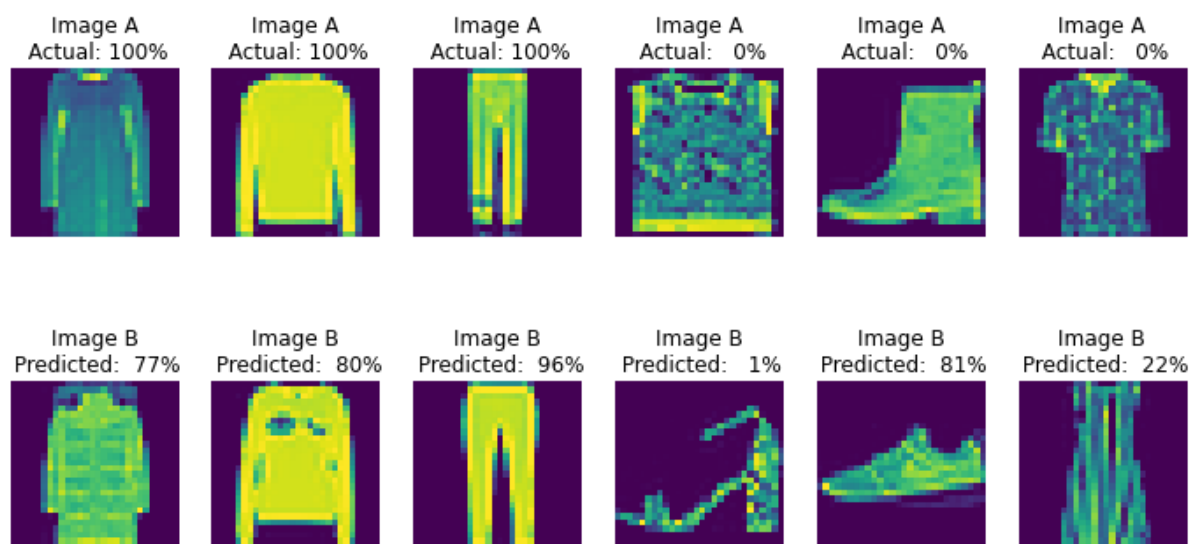 Image A Image A Image A Image A Image A Image A
Actual: 100% Actual: 100% Actual: 100% Actual: 0% Actual: 0% Actual: 0%
Image B Image B Image B Image B Image B Image B
Predicted: 77% Predicted: 80% Predicted: 96% Predicted: 1% Predicted: 81% Predicted: 22%